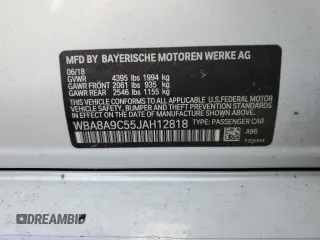 MFD BY BAYERISCHE MOTOREN WERKE AG
06/18
GVWR 4395 lbs 1994 kg
GAWR FRONT 2061 lbs 935 kg
GAWR REAR 2546 lbs 1155 kg
THIS VEHICLE CONFORMS TO ALL APPLICABLE
FEDERAL MOTOR VEHICLE SAFETY, BUMPER,
AND THEFT PREVENTION STANDARDS IN EFFECT
ON THE DATE OF MANUFACTURE SHOWN ABOVE.
WBA8A9C55JAH12818 TYPE: PASSENGER CAR
A96
DREAMBID